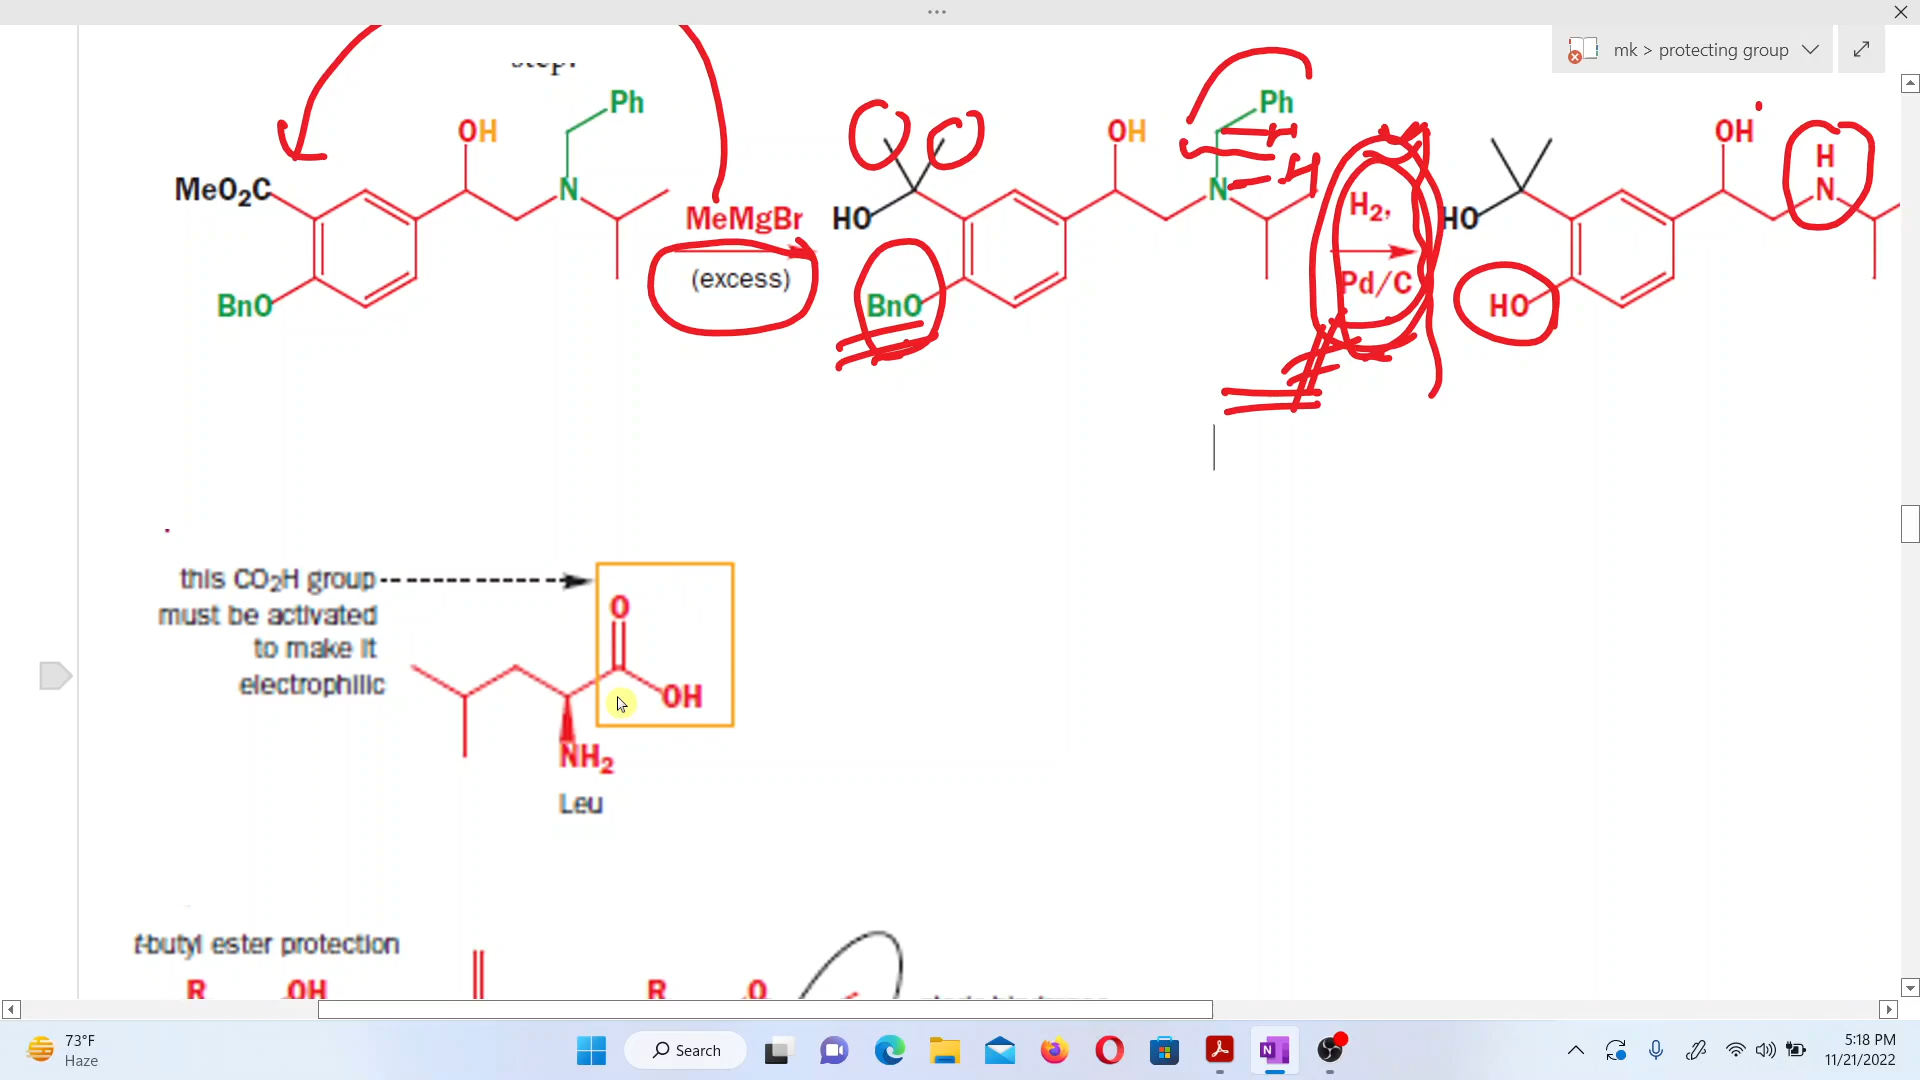 mk > protecting group
step.
Ph
OH
MeO₂C
N
BnO
MeMgBr
(excess)
Ph
OH
H
H
N
HO
BnO
H₂,
Pd/C
OH
H
N
HO
HO
this CO₂H group
must be activated
to make it
electrophilic
O
OH
NH₂
Leu
t-butyl ester protection
R
OH
R
O
73°F
Haze
Search
5:18 PM
11/21/2022